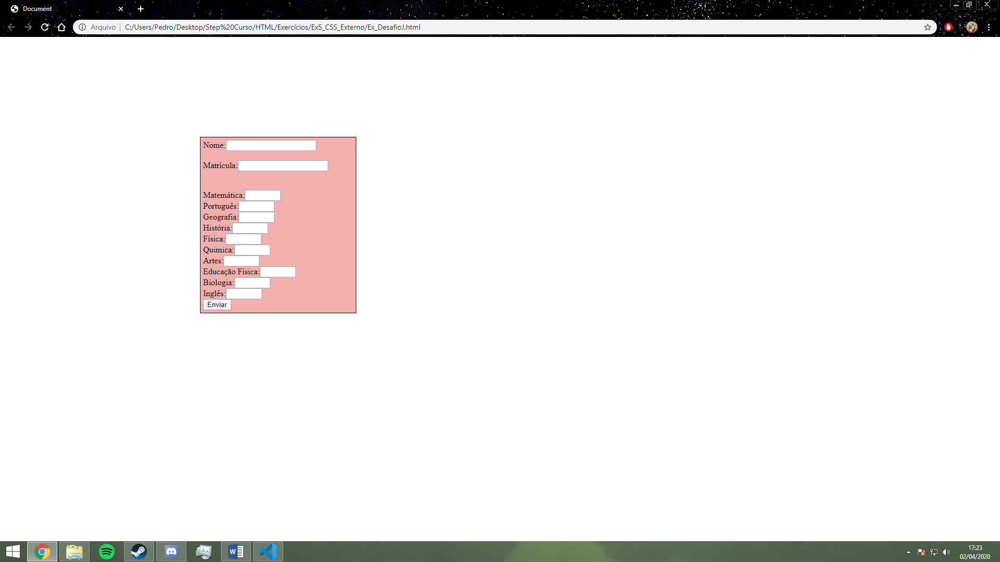 Document
Arquivo C:/Users/Pedro/Desktop/Step%20Curso/HTML/Exercícios/Ex5_CSS_Externo/Ex_DesafioJ.html
Nome:
Matrícula:
Matemática:
Português:
Geografia:
História:
Física:
Quimica:
Artes:
Educação Física:
Biologia:
Inglês:
Enviar
17:23
02/04/2020